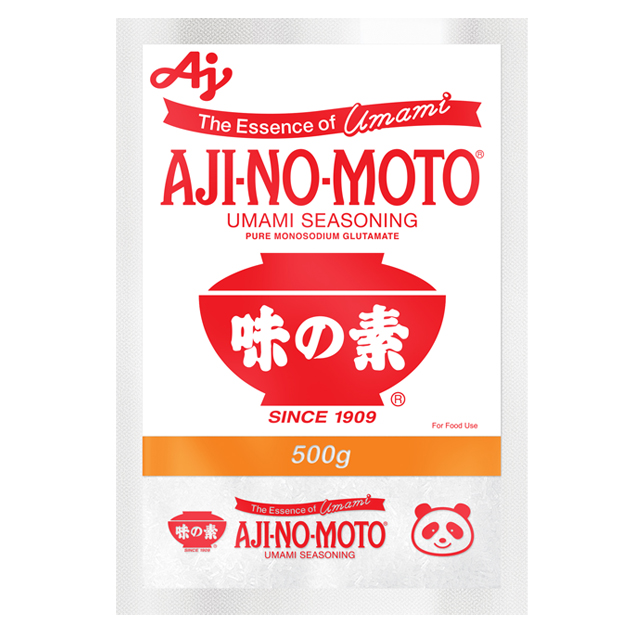 Aj
The Essence of Umami
AJI-NO-MOTO®
UMAMI SEASONING
PURE MONOSODIUM GLUTAMATE
味の素
®
SINCE 1909
For Food Use
500g
The Essence of Umami
味の素 AJI-NO-MOTO®
SINCE 1909 UMAMI SEASONING